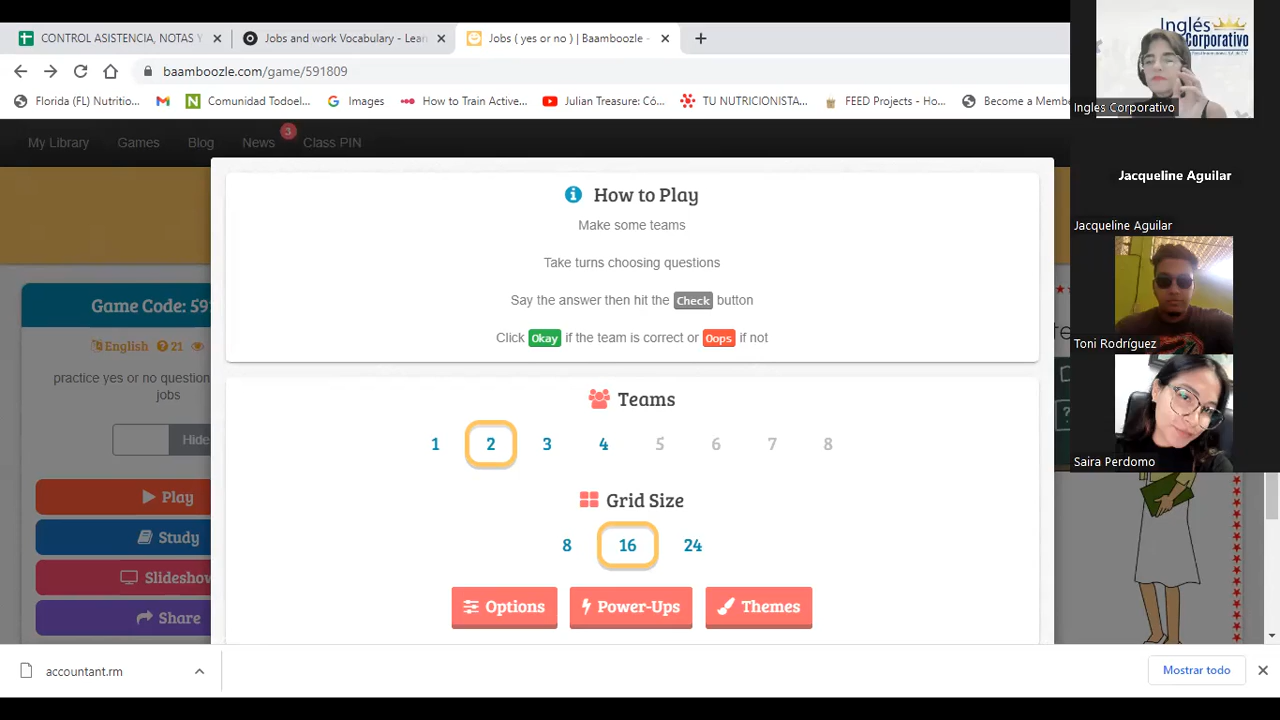 CONTROL ASISTENCIA, NOTAS Y
Jobs and work Vocabulary - Learn
Jobs ( yes or no ) | Baamboozle -
baamboozle.com/game/591809
Florida (FL) Nutritio...
Comunidad Todoel...
Images
How to Train Active...
Julian Treasure: Có...
TU NUTRICIONISTA...
FEED Projects - Ho...
Become a Membe
My Library
Games
Blog
News
3
Class PIN
How to Play
Make some teams
Take turns choosing questions
Say the answer then hit the Check button
Click Okay if the team is correct or Oops if not
Teams
1 2 3 4 5 6 7 8
Grid Size
8 16 24
Options
Power-Ups
Themes
Game Code: 591
English 21
practice yes or no question
jobs
Hide
Play
Study
Slideshow
Share
accountant.rm
Mostrar todo
Inglés
Corporativo
Ingles Corporativo
Jacqueline Aguilar
Jacqueline Aguilar
Toni Rodríguez
Saira Perdomo